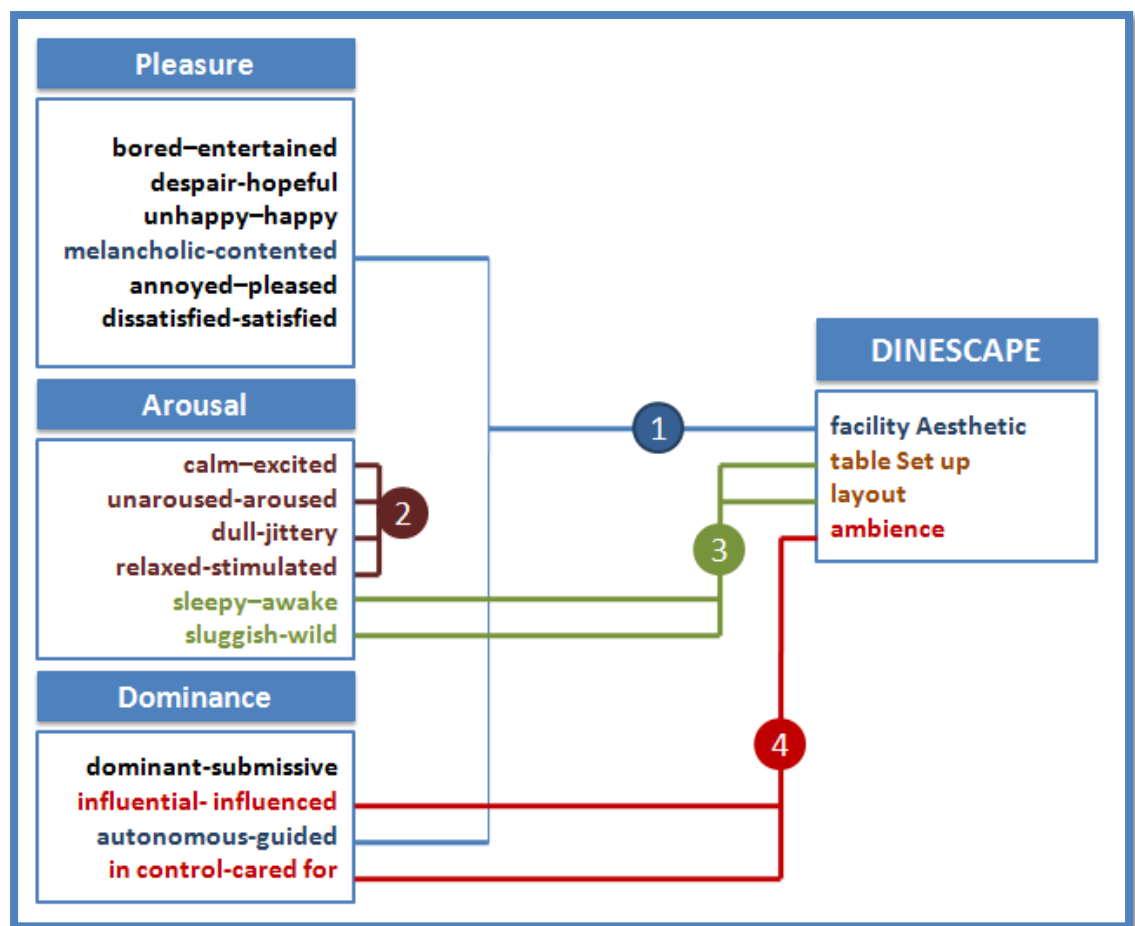 Pleasure
bored–entertained
despair-hopeful
unhappy–happy
melancholic-contented
annoyed–pleased
dissatisfied-satisfied
Arousal
calm–excited
unaroused-aroused
dull-jittery
relaxed-stimulated
sleepy–awake
sluggish-wild
Dominance
dominant-submissive
influential- influenced
autonomous-guided
in control-cared for
1
2
3
4
DINESCAPE
facility Aesthetic
table Set up
layout
ambience